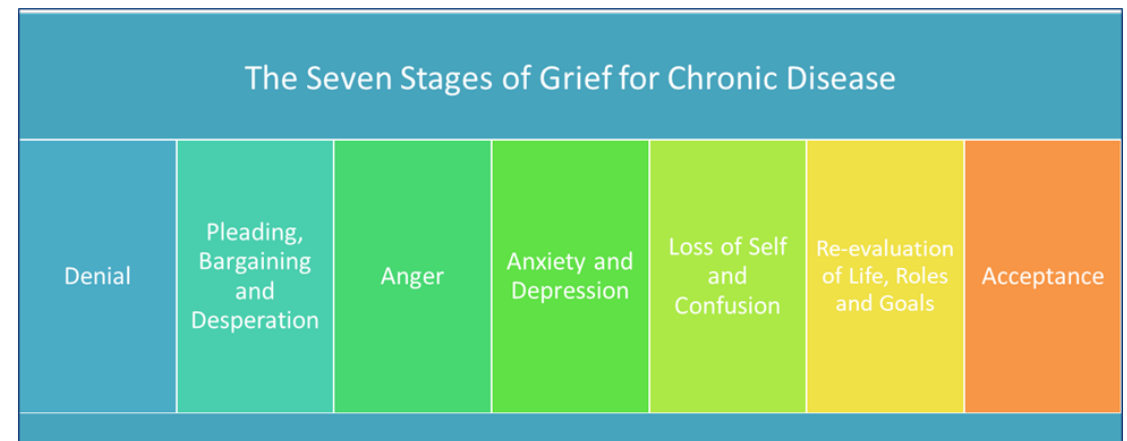 The Seven Stages of Grief for Chronic Disease
Denial
Pleading,
Bargaining
and
Desperation
Anger
Anxiety and
Depression
Loss of Self
and
Confusion
Re-evaluation
of Life, Roles
and Goals
Acceptance